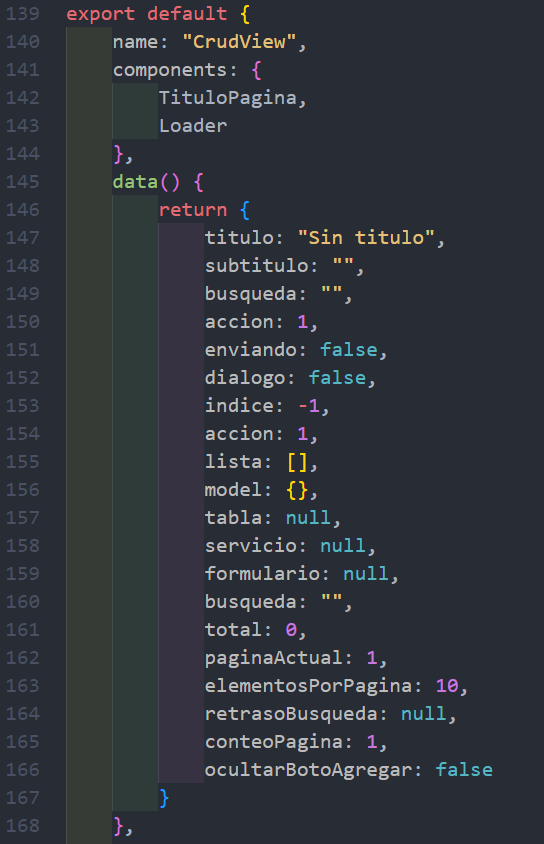 139 export default {
140     name: "CrudView",
141     components: {
142         TituloPagina,
143         Loader
144     },
145     data() {
146         return {
147             titulo: "Sin titulo",
148             subtitulo: "",
149             busqueda: "",
150             accion: 1,
151             enviando: false,
152             dialogo: false,
153             indice: -1,
154             accion: 1,
155             lista: [],
156             model: {},
157             tabla: null,
158             servicio: null,
159             formulario: null,
160             busqueda: "",
161             total: 0,
162             paginaActual: 1,
163             elementosPorPagina: 10,
164             retrasoBusqueda: null,
165             conteoPagina: 1,
166             ocultarBotoAgregar: false
167         }
168     },